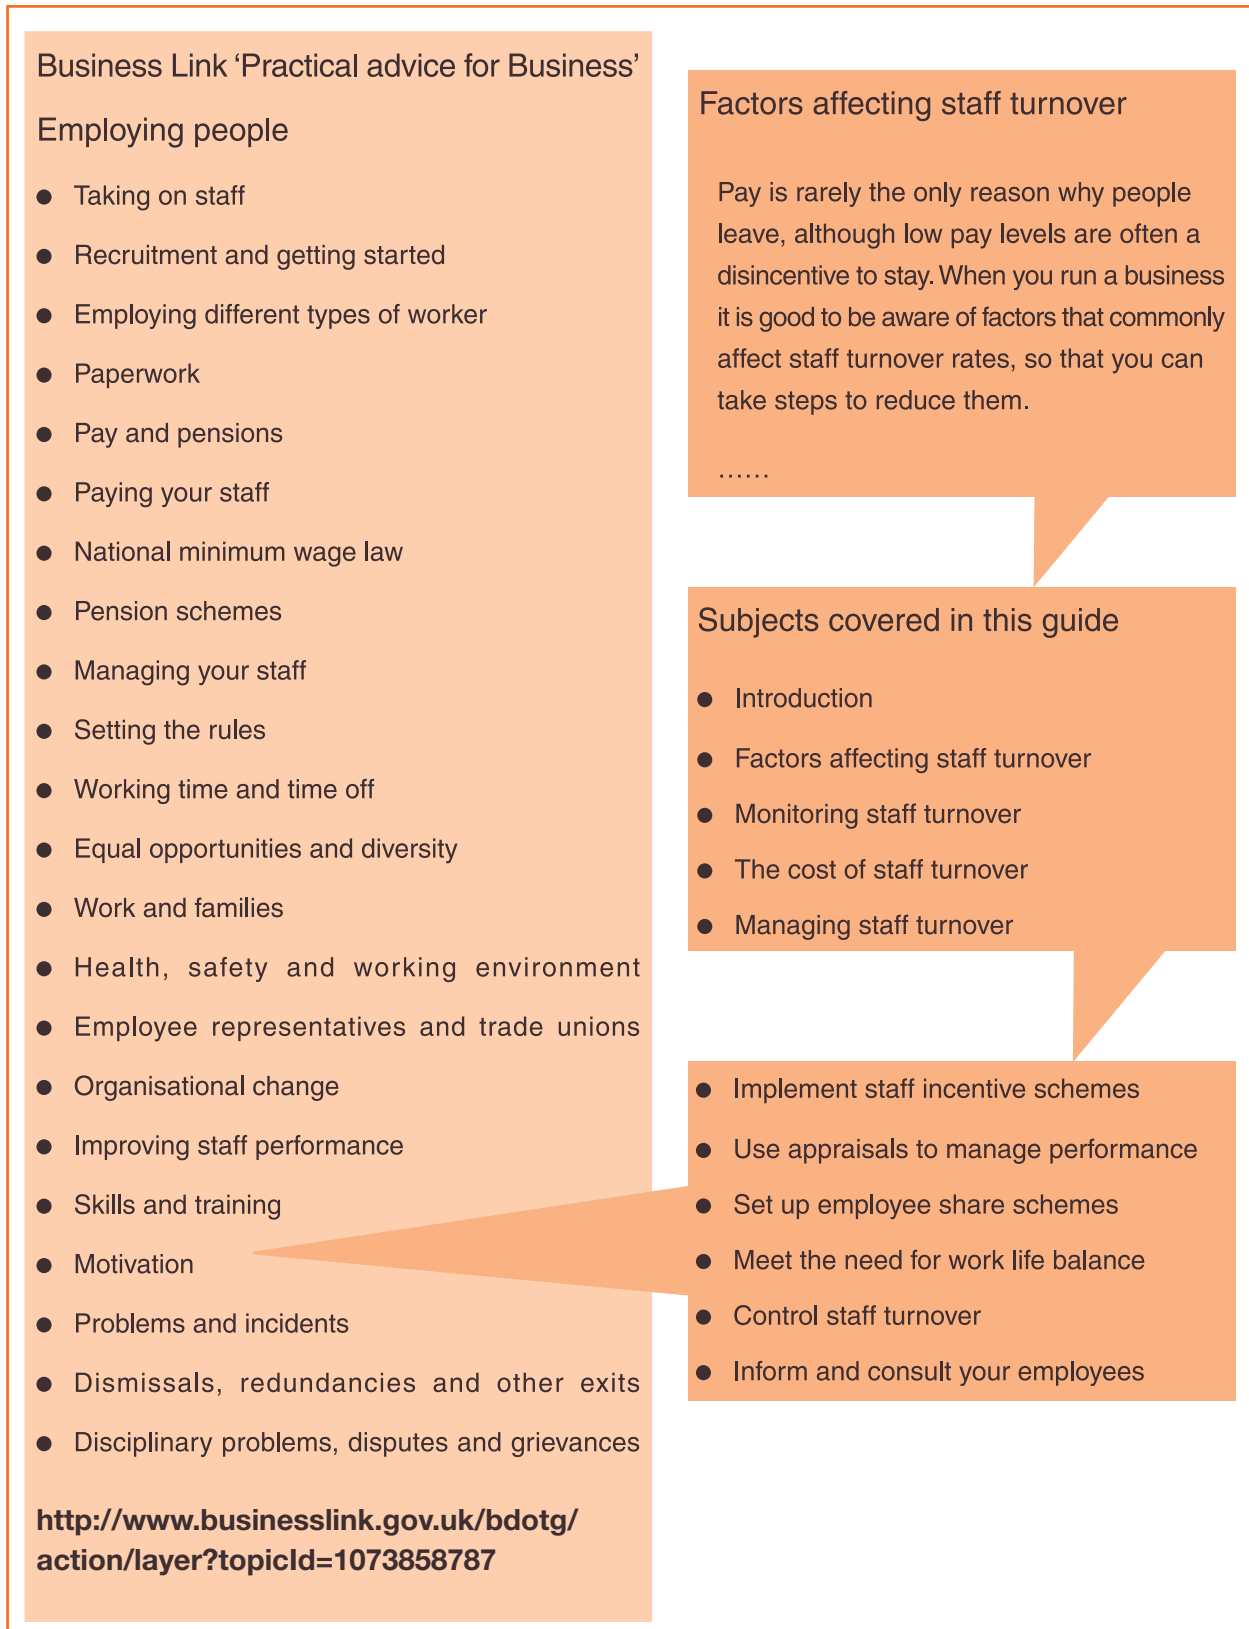 Business Link ‘Practical advice for Business’
Employing people
● Taking on staff
● Recruitment and getting started
● Employing different types of worker
● Paperwork
● Pay and pensions
● Paying your staff
● National minimum wage law
● Pension schemes
● Managing your staff
● Setting the rules
● Working time and time off
● Equal opportunities and diversity
● Work and families
● Health, safety and working environment
● Employee representatives and trade unions
● Organisational change
● Improving staff performance
● Skills and training
● Motivation
● Problems and incidents
● Dismissals, redundancies and other exits
● Disciplinary problems, disputes and grievances
http://www.businesslink.gov.uk/bdotg/
action/layer?topicId=1073858787
Factors affecting staff turnover
Pay is rarely the only reason why people
leave, although low pay levels are often a
disincentive to stay. When you run a business
it is good to be aware of factors that commonly
affect staff turnover rates, so that you can
take steps to reduce them.
......
Subjects covered in this guide
● Introduction
● Factors affecting staff turnover
● Monitoring staff turnover
● The cost of staff turnover
● Managing staff turnover
● Implement staff incentive schemes
● Use appraisals to manage performance
● Set up employee share schemes
● Meet the need for work life balance
● Control staff turnover
● Inform and consult your employees